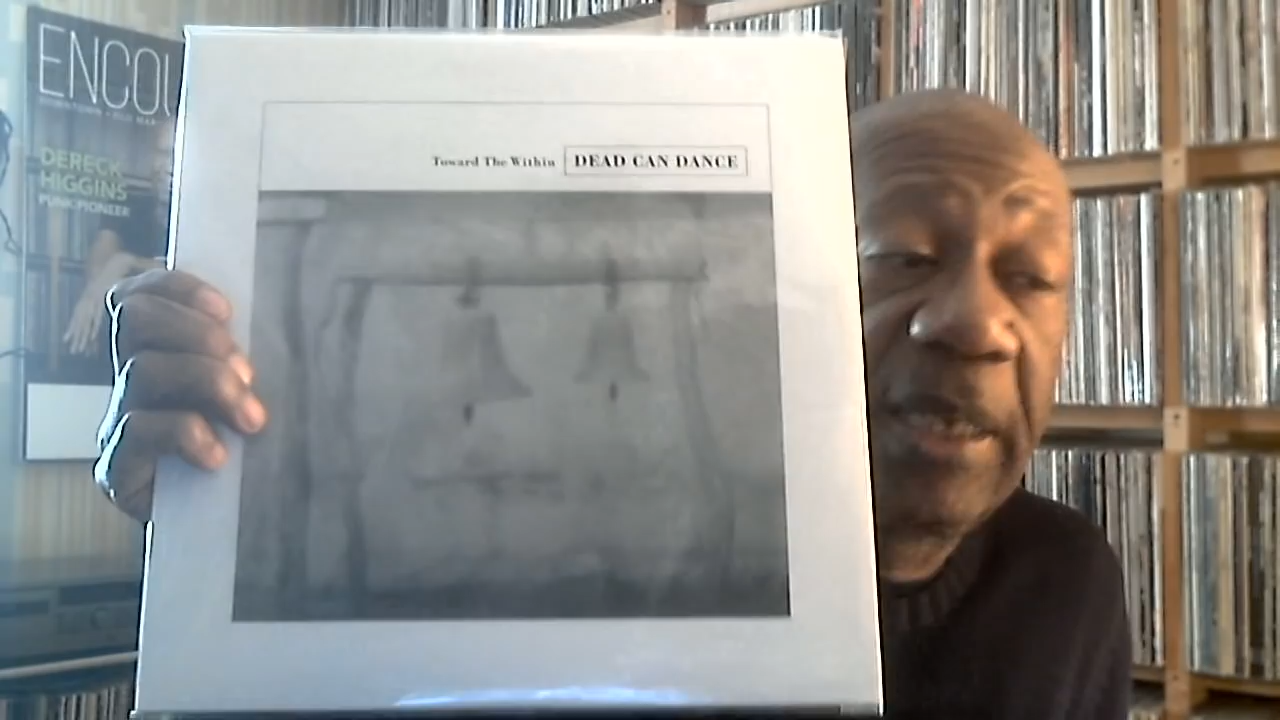 ENCOU
DERECK
HIGGINS
PUNK PIONEER
Toward The Within DEAD CAN DANCE